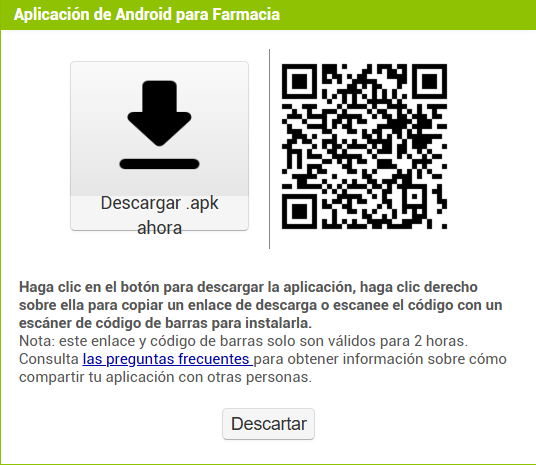 Aplicación de Android para Farmacia
Descargar .apk
ahora
Haga clic en el botón para descargar la aplicación, haga clic derecho
sobre ella para copiar un enlace de descarga o escanee el código con un
escáner de código de barras para instalarla.
Nota: este enlace y código de barras solo son válidos para 2 horas.
Consulta las preguntas frecuentes para obtener información sobre cómo
compartir tu aplicación con otras personas.
Descartar